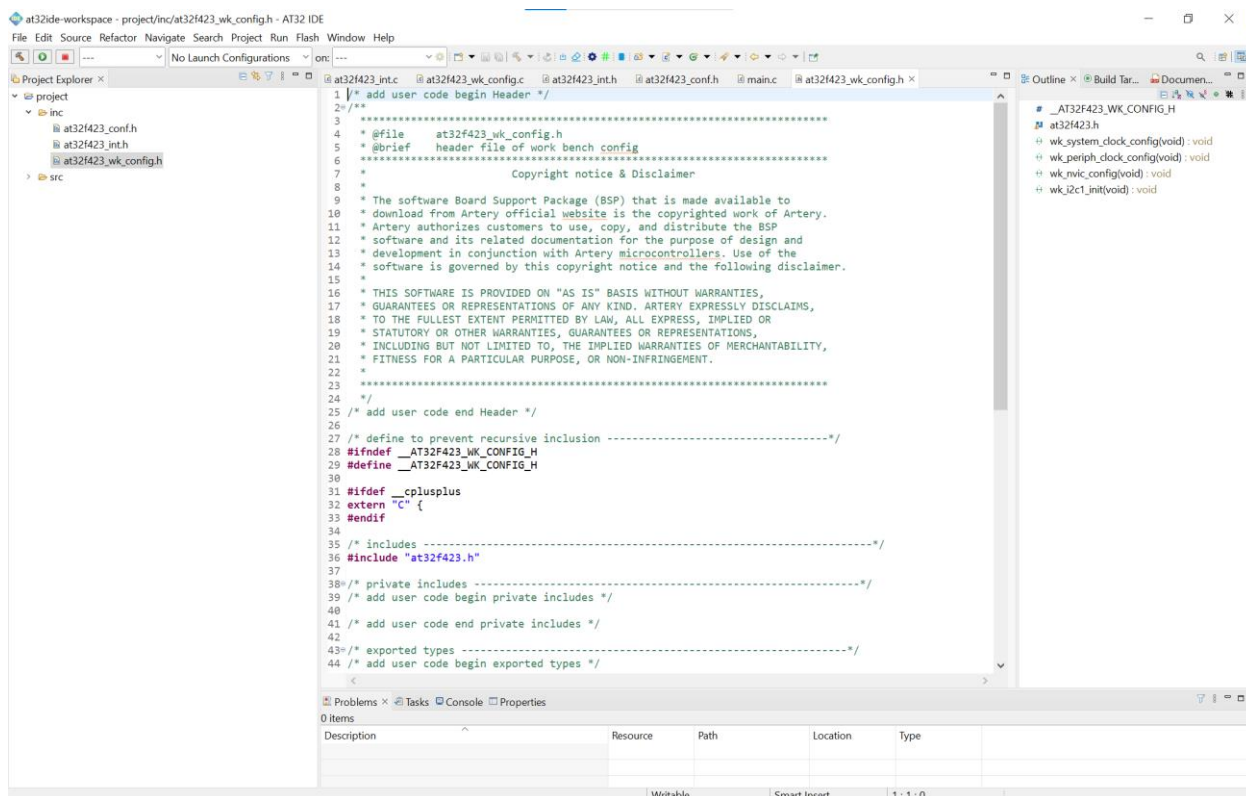 at32ide-workspace - project/inc/at32f423_wk_config.h - AT32 IDE
File Edit Source Refactor Navigate Search Project Run Flash Window Help
--- No Launch Configurations on: ---
Project Explorer
project
inc
at32f423_conf.h
at32f423_int.h
at32f423_wk_config.h
src
at32f423_int.c at32f423_wk_config.c at32f423_int.h at32f423_conf.h main.c at32f423_wk_config.h
1 /* add user code begin Header */
2 /**
3 **************************************************************************
4 * @file at32f423_wk_config.h
5 * @brief header file of work bench config
6 **************************************************************************
7 * Copyright notice & Disclaimer
8 *
9 * The software Board Support Package (BSP) that is made available to
10 * download from Artery official website is the copyrighted work of Artery.
11 * Artery authorizes customers to use, copy, and distribute the BSP
12 * software and its related documentation for the purpose of design and
13 * development in conjunction with Artery microcontrollers. Use of the
14 * software is governed by this copyright notice and the following disclaimer.
15 *
16 * THIS SOFTWARE IS PROVIDED ON "AS IS" BASIS WITHOUT WARRANTIES,
17 * GUARANTEES OR REPRESENTATIONS OF ANY KIND. ARTERY EXPRESSLY DISCLAIMS,
18 * TO THE FULLEST EXTENT PERMITTED BY LAW, ALL EXPRESS, IMPLIED OR
19 * STATUTORY OR OTHER WARRANTIES, GUARANTEES OR REPRESENTATIONS,
20 * INCLUDING BUT NOT LIMITED TO, THE IMPLIED WARRANTIES OF MERCHANTABILITY,
21 * FITNESS FOR A PARTICULAR PURPOSE, OR NON-INFRINGEMENT.
22 *
23 **************************************************************************
24 */
25 /* add user code end Header */
26
27 /* define to prevent recursive inclusion -----------------------------------*/
28 #ifndef __AT32F423_WK_CONFIG_H
29 #define __AT32F423_WK_CONFIG_H
30
31 #ifdef __cplusplus
32 extern "C" {
33 #endif
34
35 /* includes -----------------------------------------------------------------------*/
36 #include "at32f423.h"
37
38 /* private includes -------------------------------------------------------------*/
39 /* add user code begin private includes */
40
41 /* add user code end private includes */
42
43 /* exported types -------------------------------------------------------------*/
44 /* add user code begin exported types */
Outline Build Tar... Documen...
__AT32F423_WK_CONFIG_H
at32f423.h
wk_system_clock_config(void) : void
wk_periph_clock_config(void) : void
wk_nvic_config(void) : void
wk_i2c1_init(void) : void
Problems Tasks Console Properties
0 items
Description Resource Path Location Type
Writable Smart Insert 1 : 1 : 0